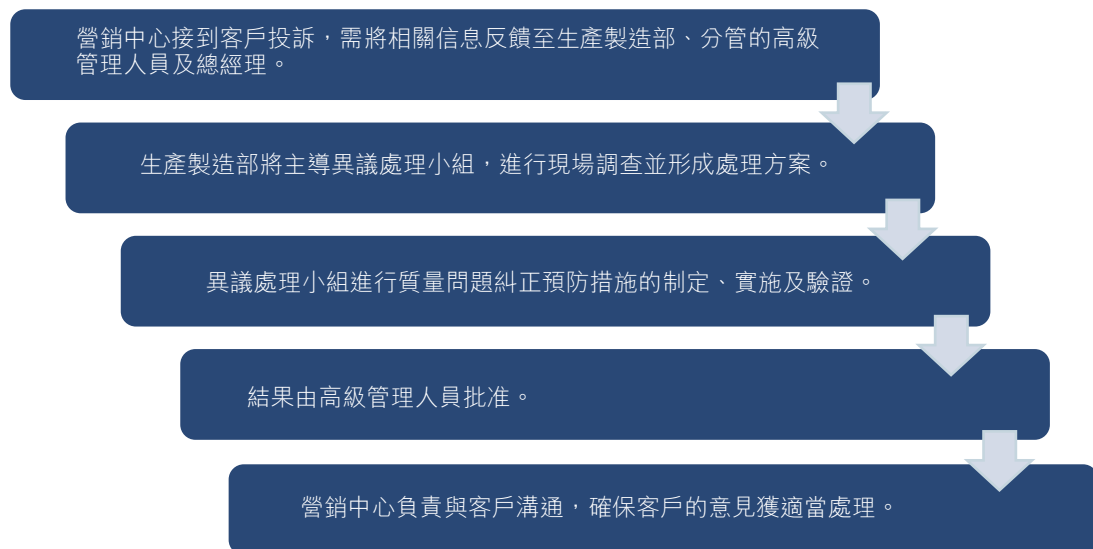 營銷中心接到客戶投訴，需將相關信息反饋至生產製造部、分管的高級
管理人員及總經理。
生產製造部將主導異議處理小組，進行現場調查並形成處理方案。
異議處理小組進行質量問題糾正預防措施的制定、實施及驗證。
結果由高級管理人員批准。
營銷中心負責與客戶溝通，確保客戶的意見獲適當處理。